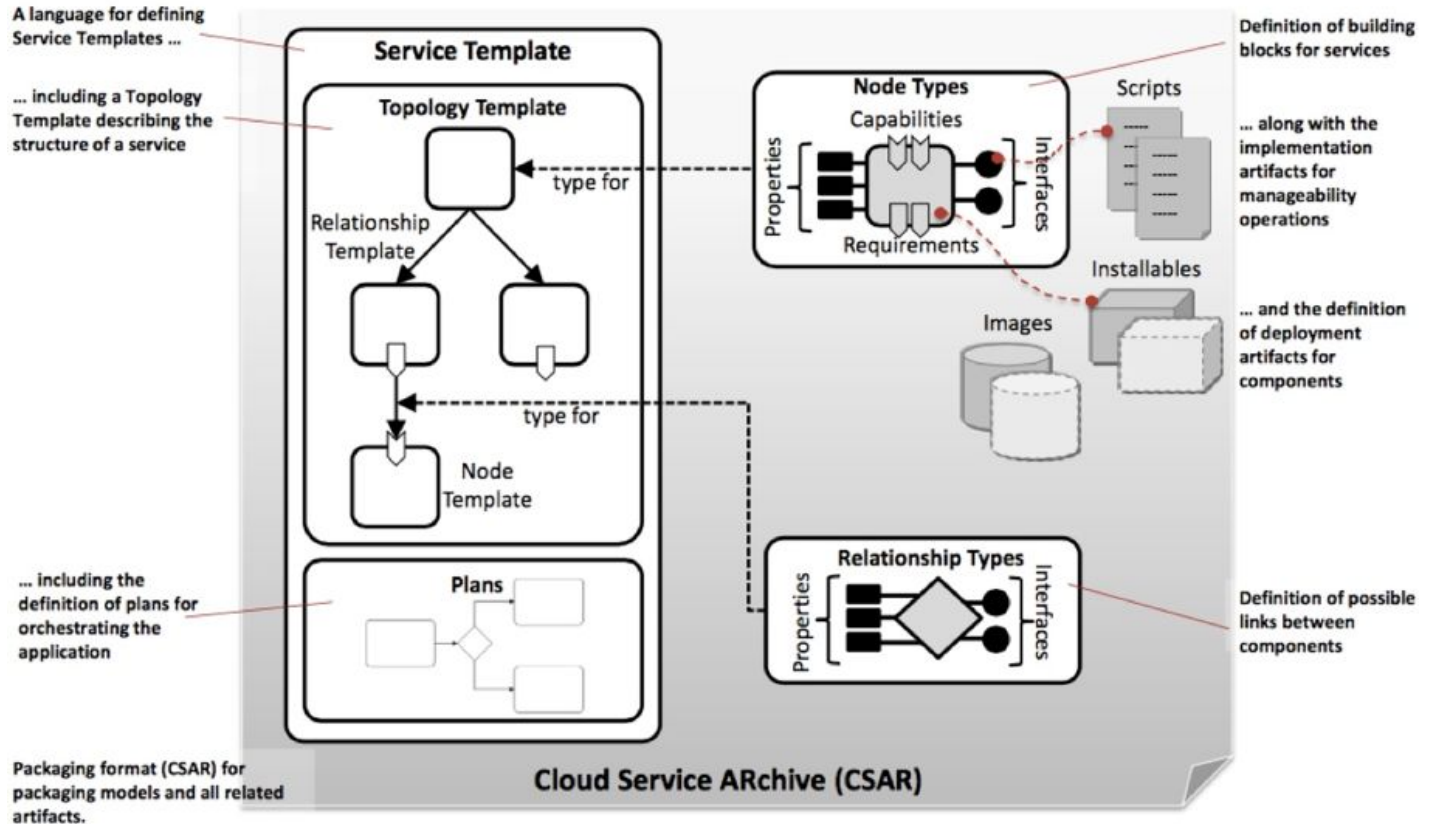 A language for defining
Service Templates ...
... including a Topology
Template describing the
structure of a service
... including the
definition of plans for
orchestrating the
application
Packaging format (CSAR) for
packaging models and all related
artifacts.
Service Template
Topology Template
type for
Relationship
Template
type for
Node
Template
Plans
Node Types
Capabilities
Properties
Interfaces
Requirements
Scripts
Installables
Images
Relationship Types
Properties
Interfaces
Cloud Service ARchive (CSAR)
Definition of building
blocks for services
... along with the
implementation
artifacts for
manageability
operations
... and the definition
of deployment
artifacts for
components
Definition of possible
links between
components